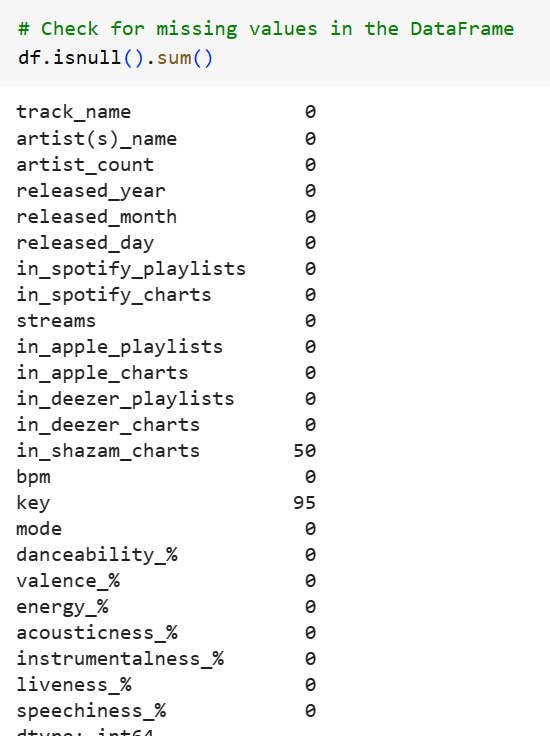 # Check for missing values in the DataFrame
df.isnull().sum()
track_name 0
artist(s)_name 0
artist_count 0
released_year 0
released_month 0
released_day 0
in_spotify_playlists 0
in_spotify_charts 0
streams 0
in_apple_playlists 0
in_apple_charts 0
in_deezer_playlists 0
in_deezer_charts 0
in_shazam_charts 50
bpm 0
key 95
mode 0
danceability_% 0
valence_% 0
energy_% 0
acousticness_% 0
instrumentalness_% 0
liveness_% 0
speechiness_% 0
dtype: int64